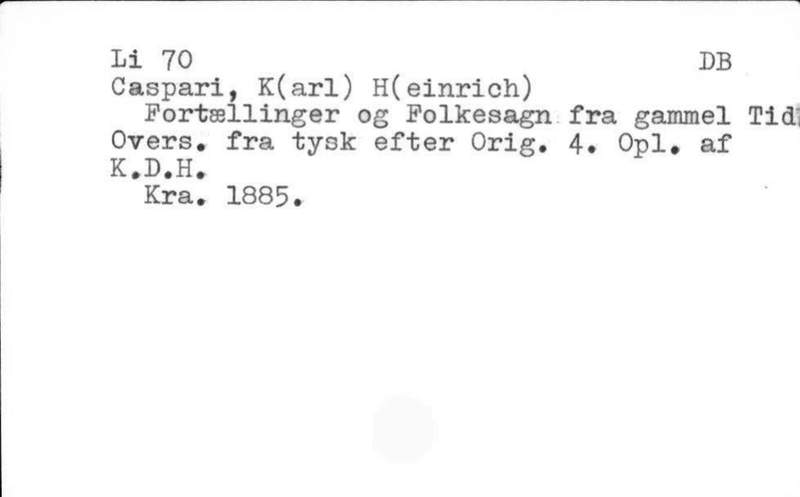 Li 70 DB
Caspari, K(arl) H(einrich)
Fortællinger og Folkesagn fra gammel Tid.
Overs. fra tysk efter Orig. 4. Opl. af
K.D.H.
Kra. 1885.